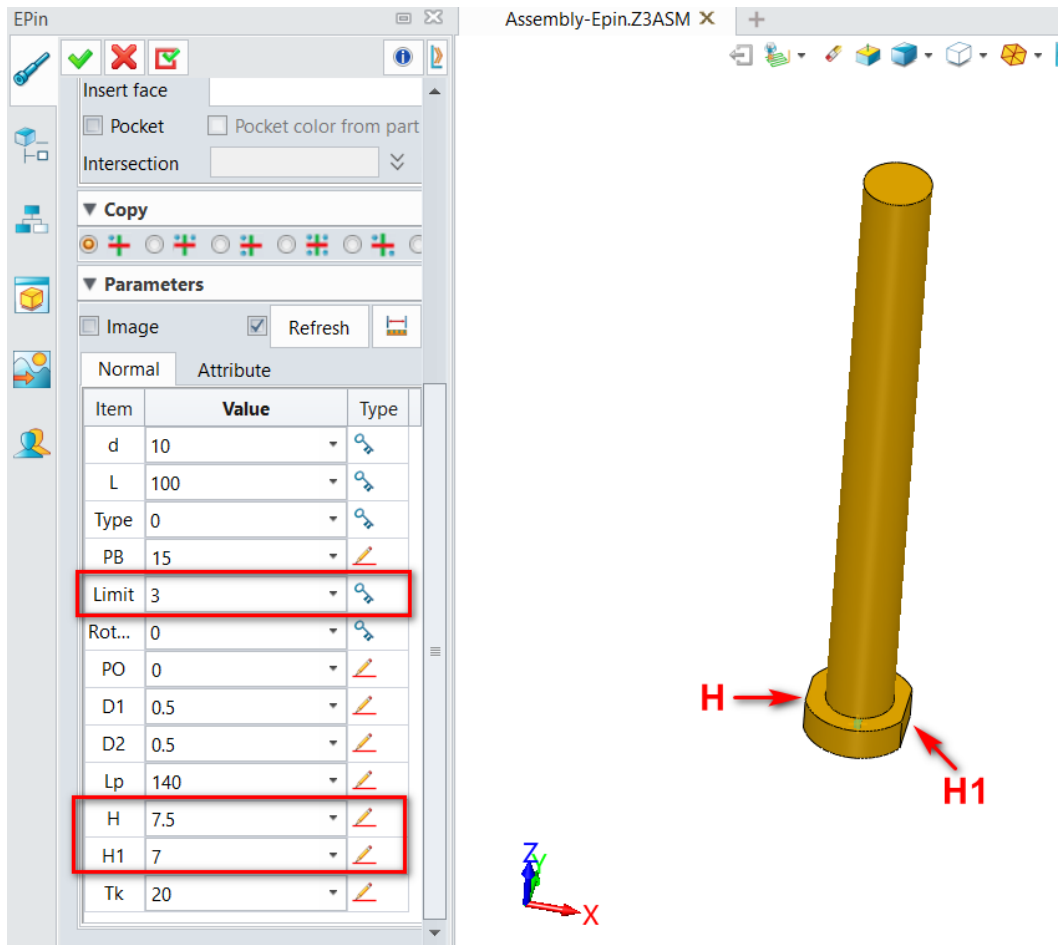 EPin
Assembly-Epin.Z3ASM
Insert face
Pocket Pocket color from part
Intersection
Copy
Parameters
Image Refresh
Normal Attribute
Item Value Type
d 10
L 100
Type 0
PB 15
Limit 3
Rot... 0
PO 0
D1 0.5
D2 0.5
Lp 140
H 7.5
H1 7
Tk 20
H
H1
Z
Y
X